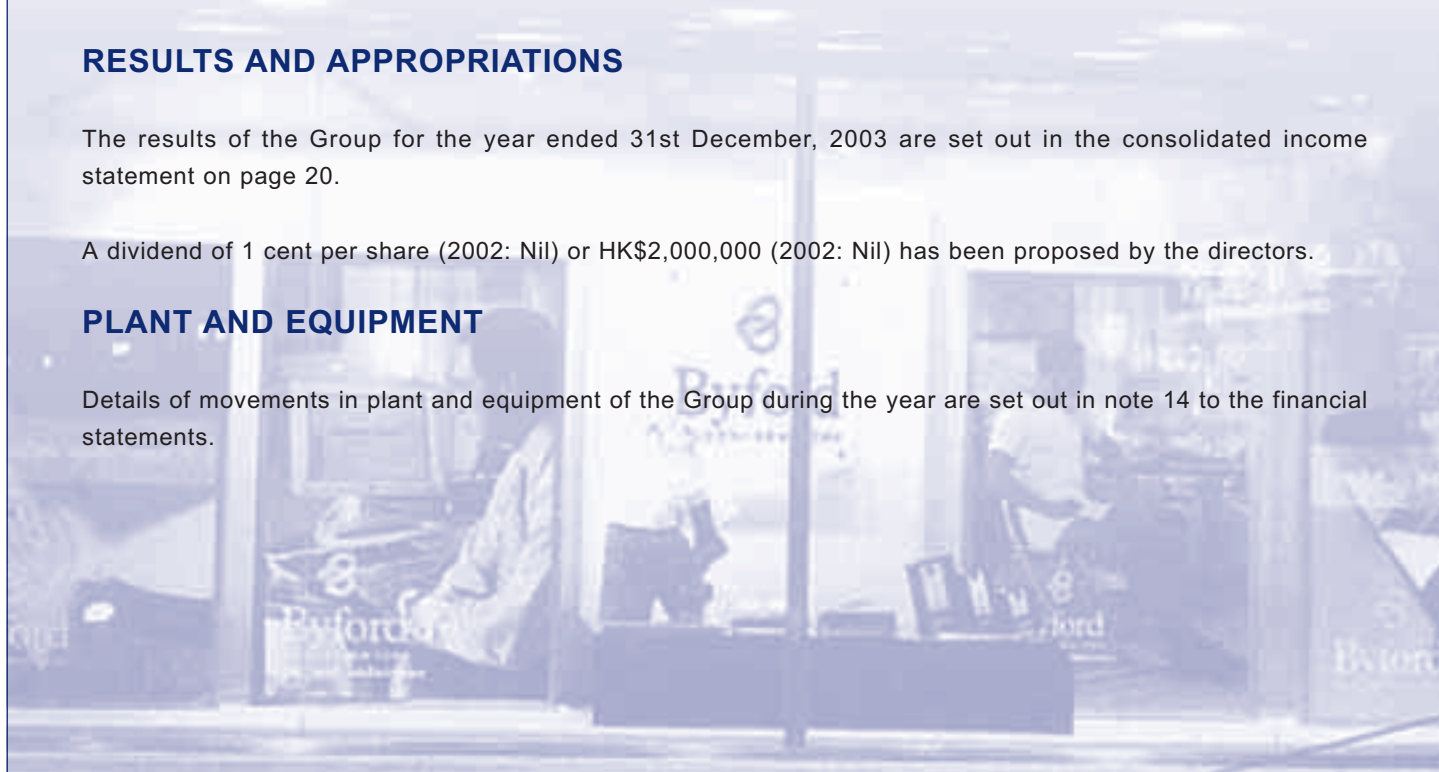 RESULTS AND APPROPRIATIONS
The results of the Group for the year ended 31st December, 2003 are set out in the consolidated income
statement on page 20.
A dividend of 1 cent per share (2002: Nil) or HK$2,000,000 (2002: Nil) has been proposed by the directors.
PLANT AND EQUIPMENT
Byford
Details of movements in plant and equipment of the Group during the year are set out in note 14 to the financial
statements.
Byford
ford
Byford